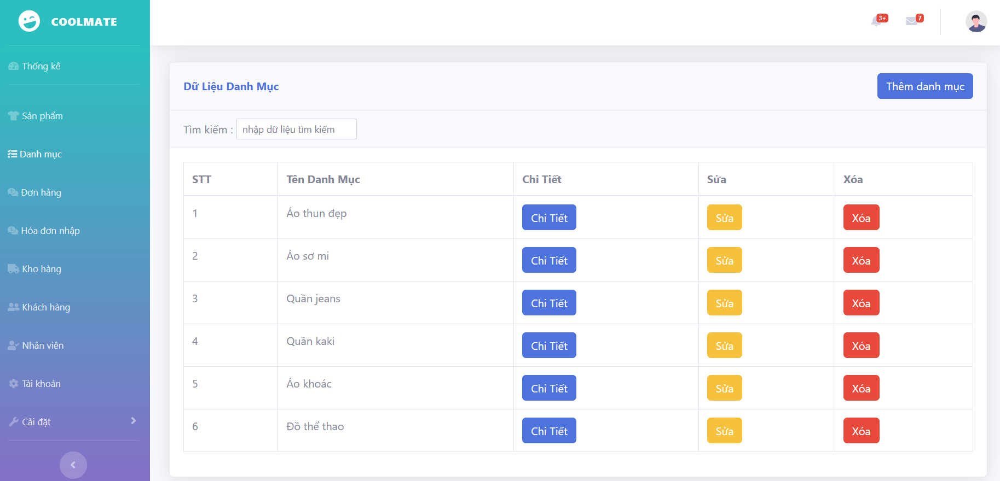 COOLMATE
3+
7
Thống kê
Sản phẩm
Danh mục
Đơn hàng
Hóa đơn nhập
Kho hàng
Khách hàng
Nhân viên
Tài khoản
Cài đặt
Dữ Liệu Danh Mục
Thêm danh mục
Tìm kiếm : nhập dữ liệu tìm kiếm
STT Tên Danh Mục Chi Tiết Sửa Xóa
1 Áo thun đẹp Chi Tiết Sửa Xóa
2 Áo sơ mi Chi Tiết Sửa Xóa
3 Quần jeans Chi Tiết Sửa Xóa
4 Quần kaki Chi Tiết Sửa Xóa
5 Áo khoác Chi Tiết Sửa Xóa
6 Đồ thể thao Chi Tiết Sửa Xóa